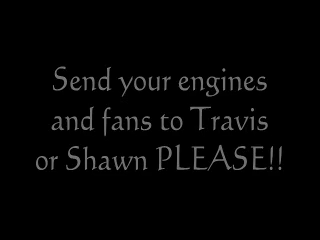 Send your engines
and fans to Travis
or Shawn PLEASE!!